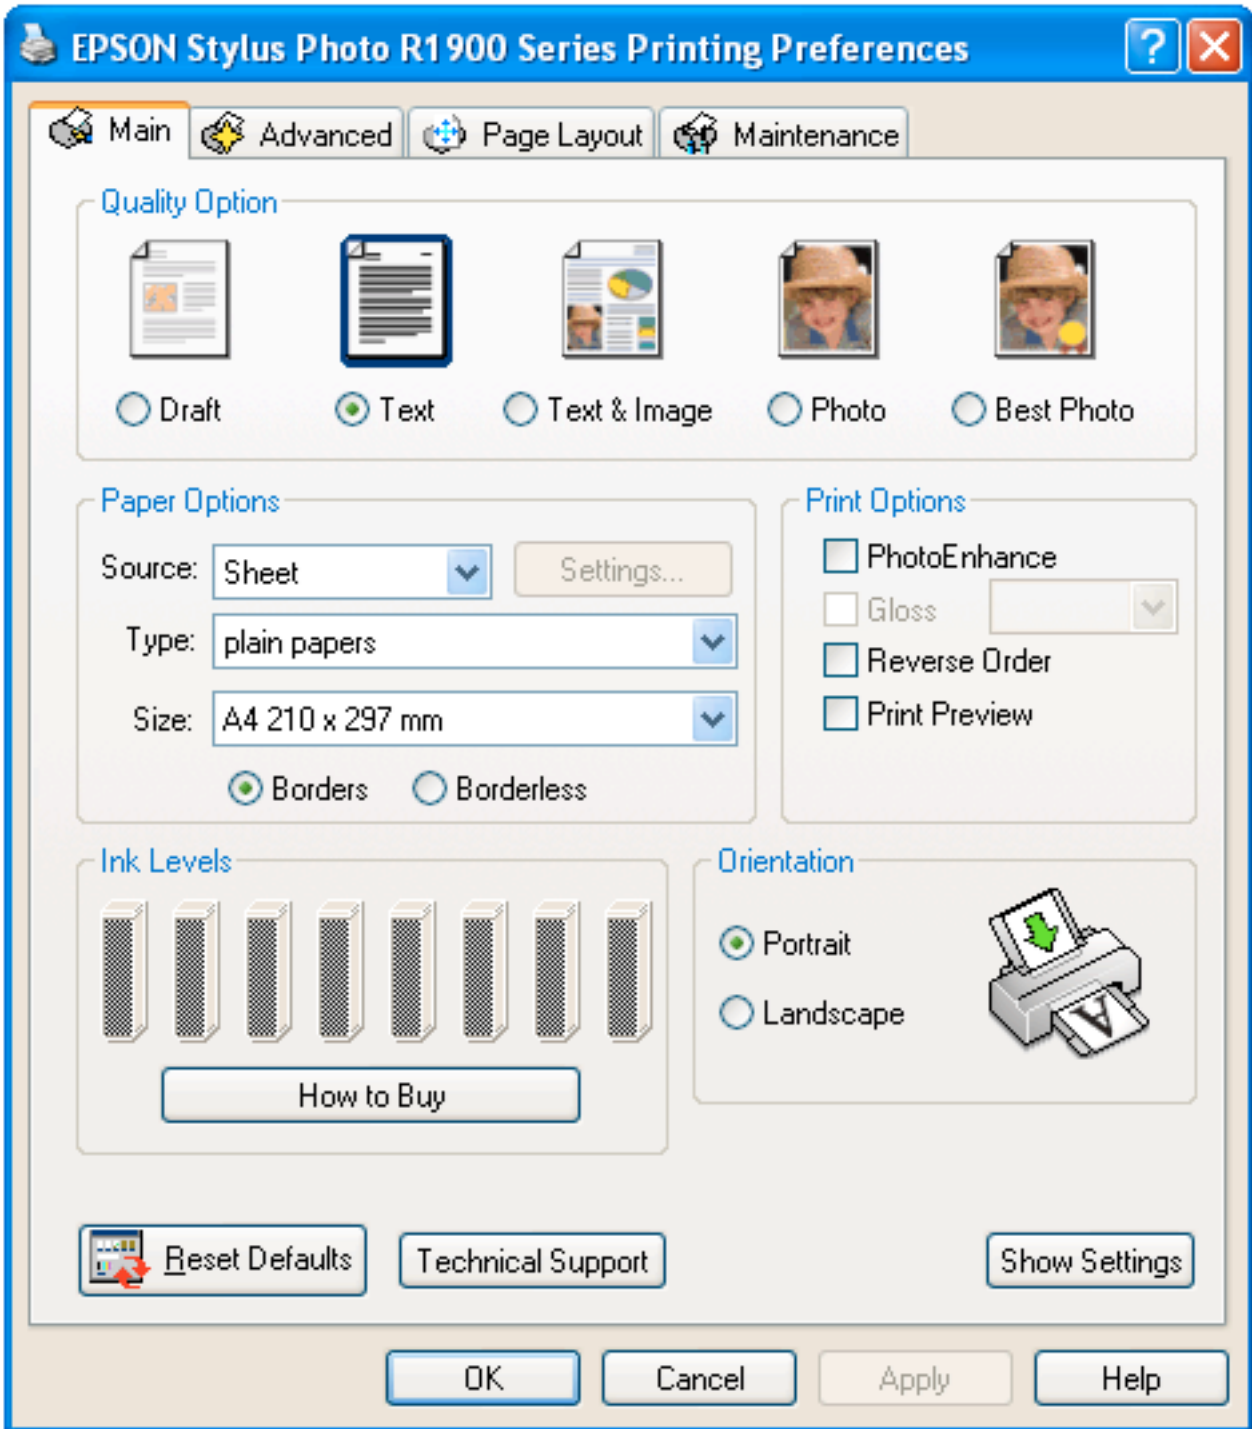 EPSON Stylus Photo R1900 Series Printing Preferences
Main Advanced Page Layout Maintenance
Quality Option
Draft Text Text & Image Photo Best Photo
Paper Options
Source: Sheet Settings...
Type: plain papers
Size: A4 210 x 297 mm
Borders Borderless
Print Options
PhotoEnhance
Gloss
Reverse Order
Print Preview
Ink Levels
How to Buy
Orientation
Portrait
Landscape
A
Reset Defaults Technical Support Show Settings
OK Cancel Apply Help